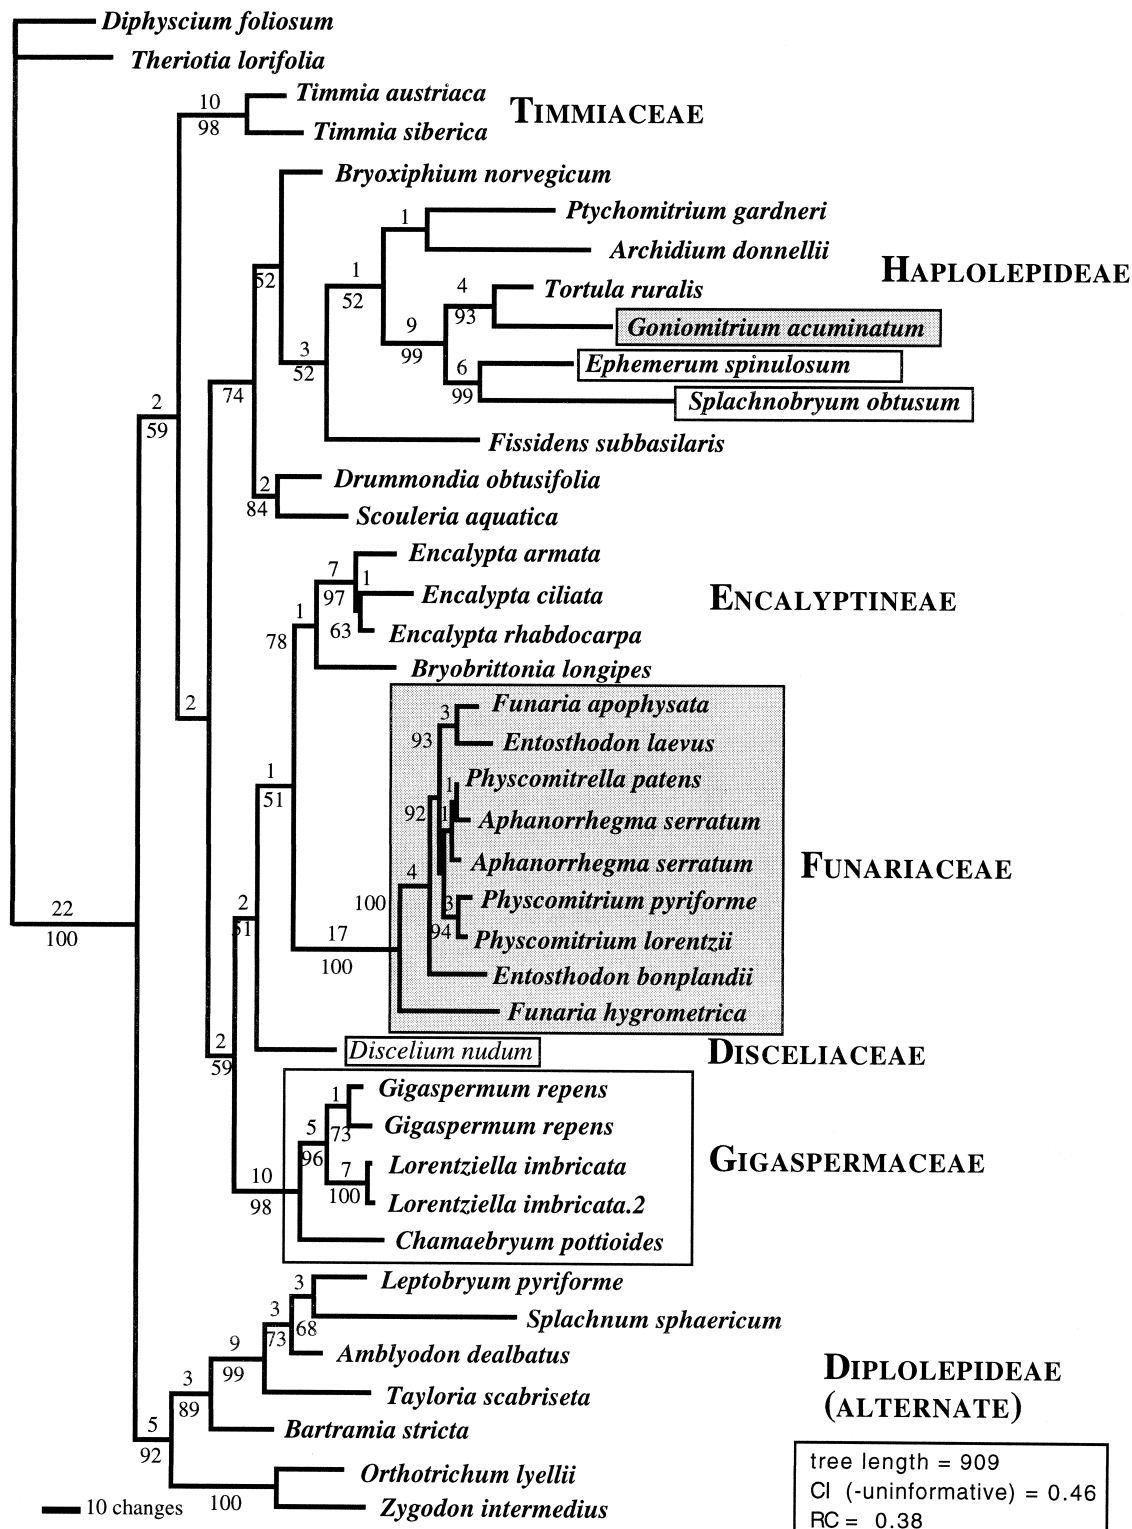 Diphyscium foliosum
Theriotia lorifolia
Timmia austriaca
10
98
TIMMIACEAE
Timmia siberica
Bryoxiphium norvegicum
Ptychomitrium gardneri
1
Archidium donnellii
HAPLOLEPIDEAE
52
1
52
Tortula ruralis
4
93
Goniomitrium acuminatum
9
99
3
52
Ephemerum spinulosum
6
99
74
Splachnobryum obtusum
2
59
Fissidens subbasilaris
Drummondia obtusifolia
2
84
Scouleria aquatica
Encalypta armata
7
97
1
Encalypta ciliata
ENCALYPTINEAE
1
78
63
Encalypta rhabdocarpa
Bryobrittonia longipes
2
Funaria apophysata
3
93
Entosthodon laevus
1
51
Physcomitrella patens
1
92
1
Aphanorrhegma serratum
Aphanorrhegma serratum
FUNARIACEAE
4
100
Physcomitrium pyriforme
3
94
2
51
22
100
17
100
Physcomitrium lorentzii
Entosthodon bonplandii
Funaria hygrometrica
2
59
Discelium nudum
DISCELIACEAE
Gigaspermum repens
1
73
Gigaspermum repens
5
96
Lorentziella imbricata
7
100
GIGASPERMACEAE
10
98
Lorentziella imbricata.2
Chamaebryum pottioides
Leptobryum pyriforme
3
68
Splachnum sphaericum
3
73
Amblyodon dealbatus
9
99
DIPLOLEPIDEAE
(ALTERNATE)
Tayloria scabriseta
3
89
Bartramia stricta
5
92
Orthotrichum lyellii
100
Zygodon intermedius
10 changes
tree length = 909
CI (-uninformative) = 0.46
RC = 0.38